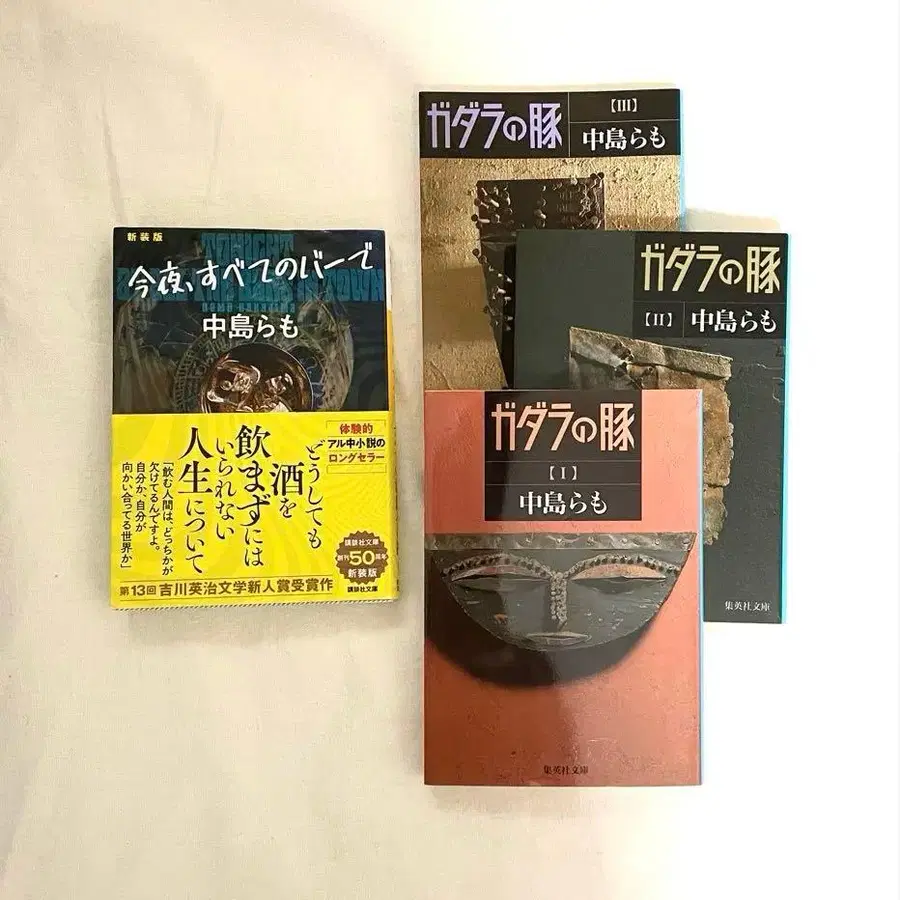 新装版
今夜、すべてのバーで
中島らも
体験的
アル中小説の
ロングセラー
どうしても
酒を
飲まずには
いられない
人生について
「飲む人間は、どっちかが
欠けてるんですよ。
自分か、自分が
向かい合ってる世界か」
第13回吉川英治文学新人賞受賞作
講談社文庫
創刊50周年
新装版
講談社文庫
ガダラの豚
【III】
中島らも
ガダラの豚
【II】
中島らも
集英社文庫
ガダラの豚
【I】
中島らも
集英社文庫